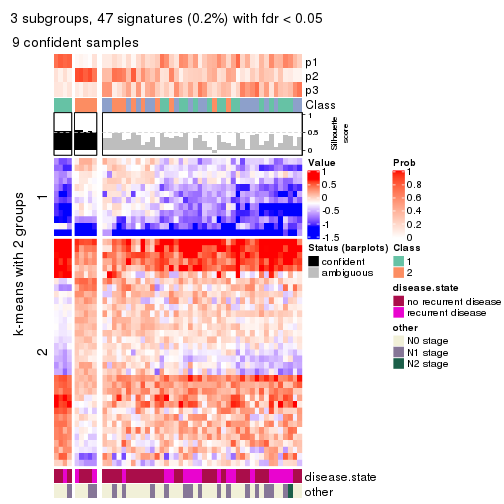 3 subgroups, 47 signatures (0.2%) with fdr < 0.05
9 confident samples
p1
p2
p3
Class
1
0.5
0
Silhouette
score
k-means with 2 groups
1
2
Value
1
0.5
0
-0.5
-1
-1.5
Prob
1
0.8
0.6
0.4
0.2
0
Status (barplots)
confident
ambiguous
Class
1
2
disease.state
no recurrent disease
recurrent disease
other
N0 stage
N1 stage
N2 stage
disease.state
other